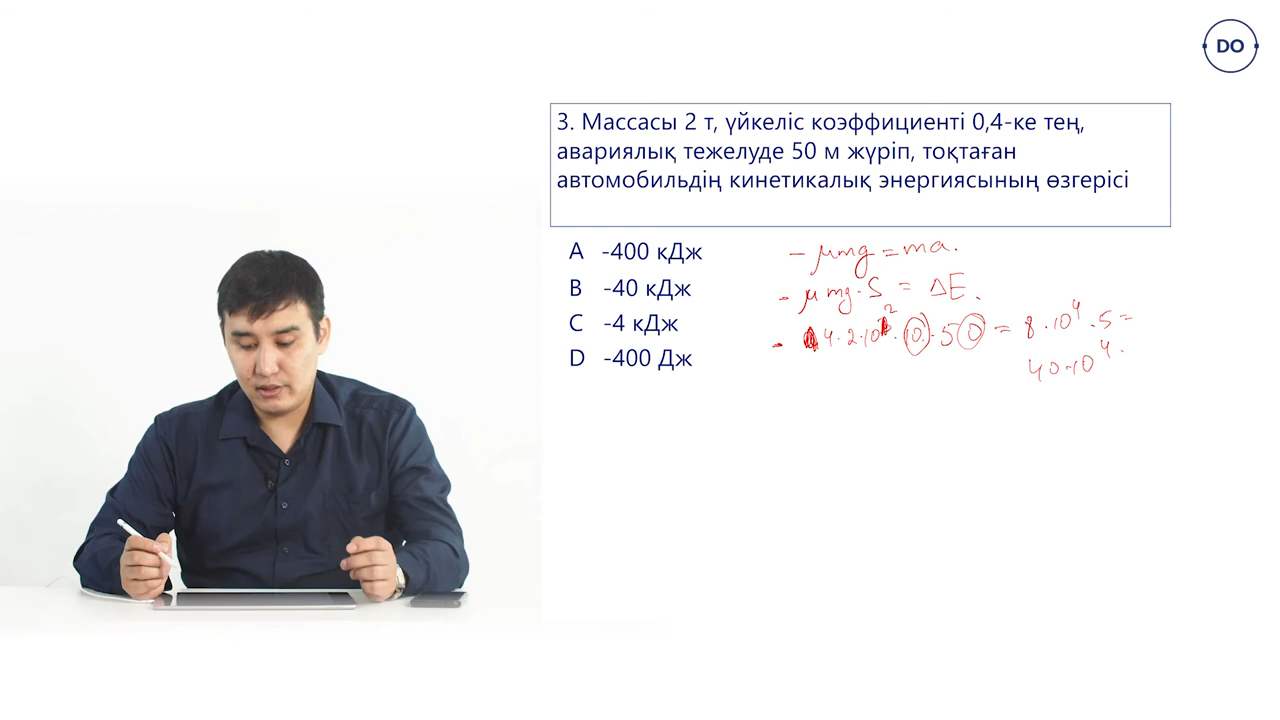 DO
3. Массасы 2 т, үйкеліс коэффициенті 0,4-ке тең,
авариялық тежелуде 50 м жүріп, тоқтаған
автомобильдің кинетикалық энергиясының өзгерісі
A -400 кДж
B -40 кДж
C -4 кДж
D -400 Дж
- μmg = ma.
- μmg · S = ΔE.
- 4·2·10² · 10 · 50 = 8·10⁴ · 5 =
40·10⁴.